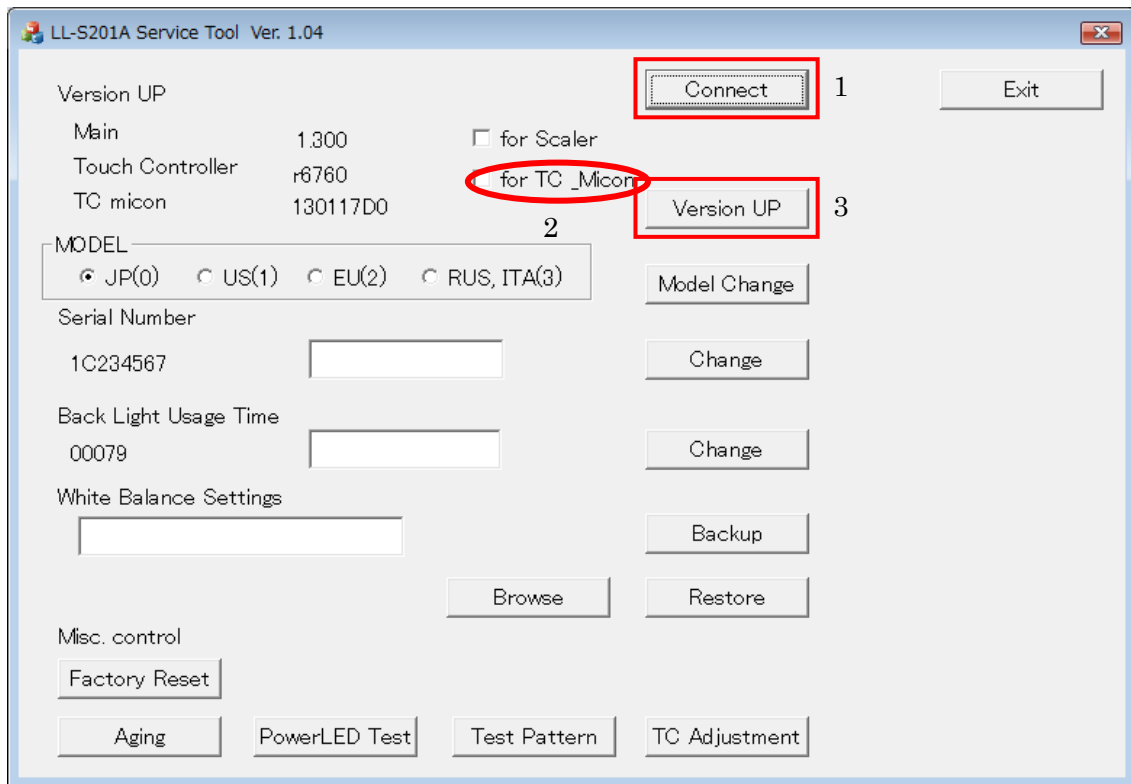 LL-S201A Service Tool Ver. 1.04
Connect 1 Exit
Version UP
Main 1.300 for Scaler
Touch Controller r6760 for TC _Micon
TC micon 130117D0 Version UP 3
2
MODEL
JP(0) US(1) EU(2) RUS, ITA(3) Model Change
Serial Number
1C234567 Change
Back Light Usage Time
00079 Change
White Balance Settings
Backup
Browse Restore
Misc. control
Factory Reset
Aging PowerLED Test Test Pattern TC Adjustment